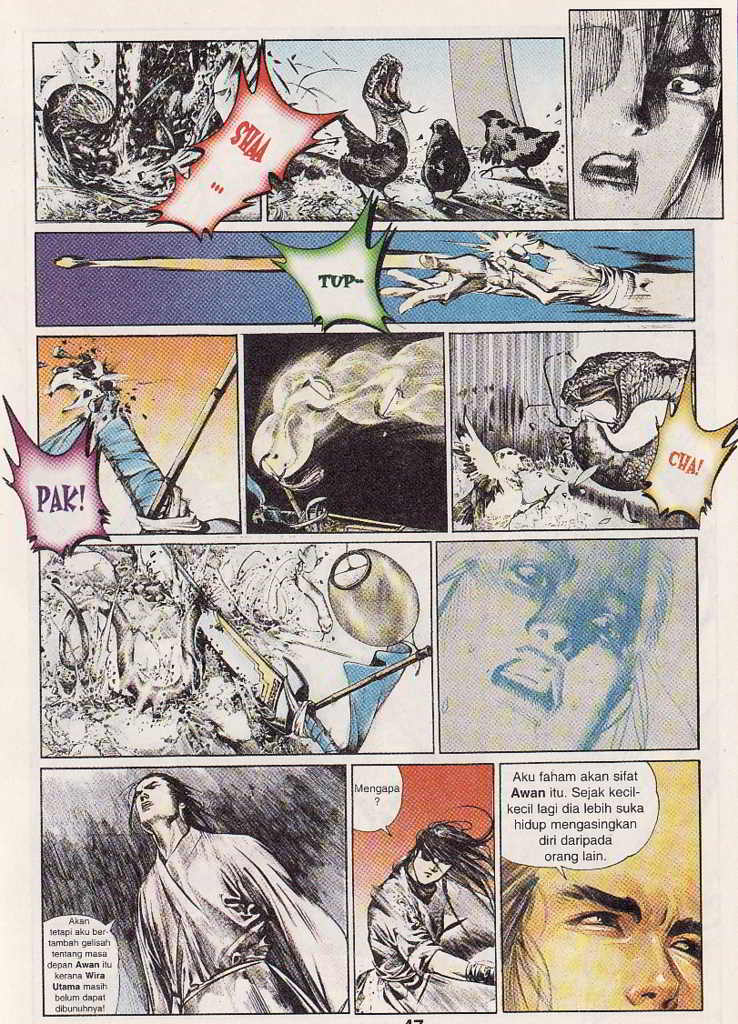 SHAA
...
TUP--
PAK!
CHA!
Akan
tetapi aku ber-
tambah gelisah
tentang masa
depan Awan itu
kerana Wira
Utama masih
belum dapat
dibunuhnya!
Mengapa
?
Aku faham akan sifat
Awan itu. Sejak kecil-
kecil lagi dia lebih suka
hidup mengasingkan
diri daripada
orang lain.